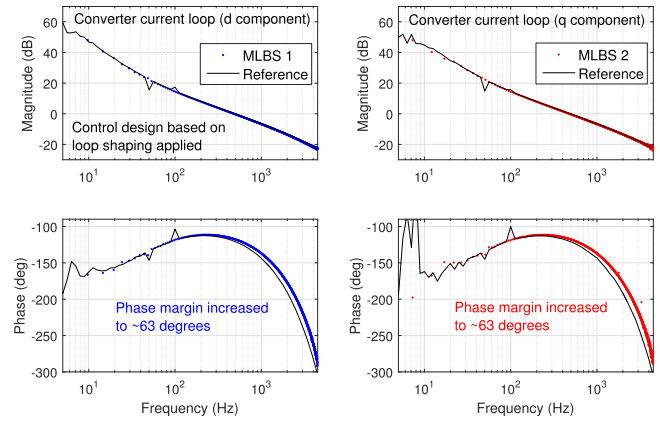 Converter current loop (d component)
60
40
20
0
-20
Magnitude (dB)
MLBS 1
Reference
Control design based on
loop shaping applied
10^1
10^2
10^3
Converter current loop (q component)
60
40
20
0
-20
Magnitude (dB)
MLBS 2
Reference
10^1
10^2
10^3
-100
-150
-200
-250
-300
Phase (deg)
Phase margin increased
to ~63 degrees
10^1
10^2
10^3
Frequency (Hz)
-100
-150
-200
-250
-300
Phase (deg)
Phase margin increased
to ~63 degrees
10^1
10^2
10^3
Frequency (Hz)